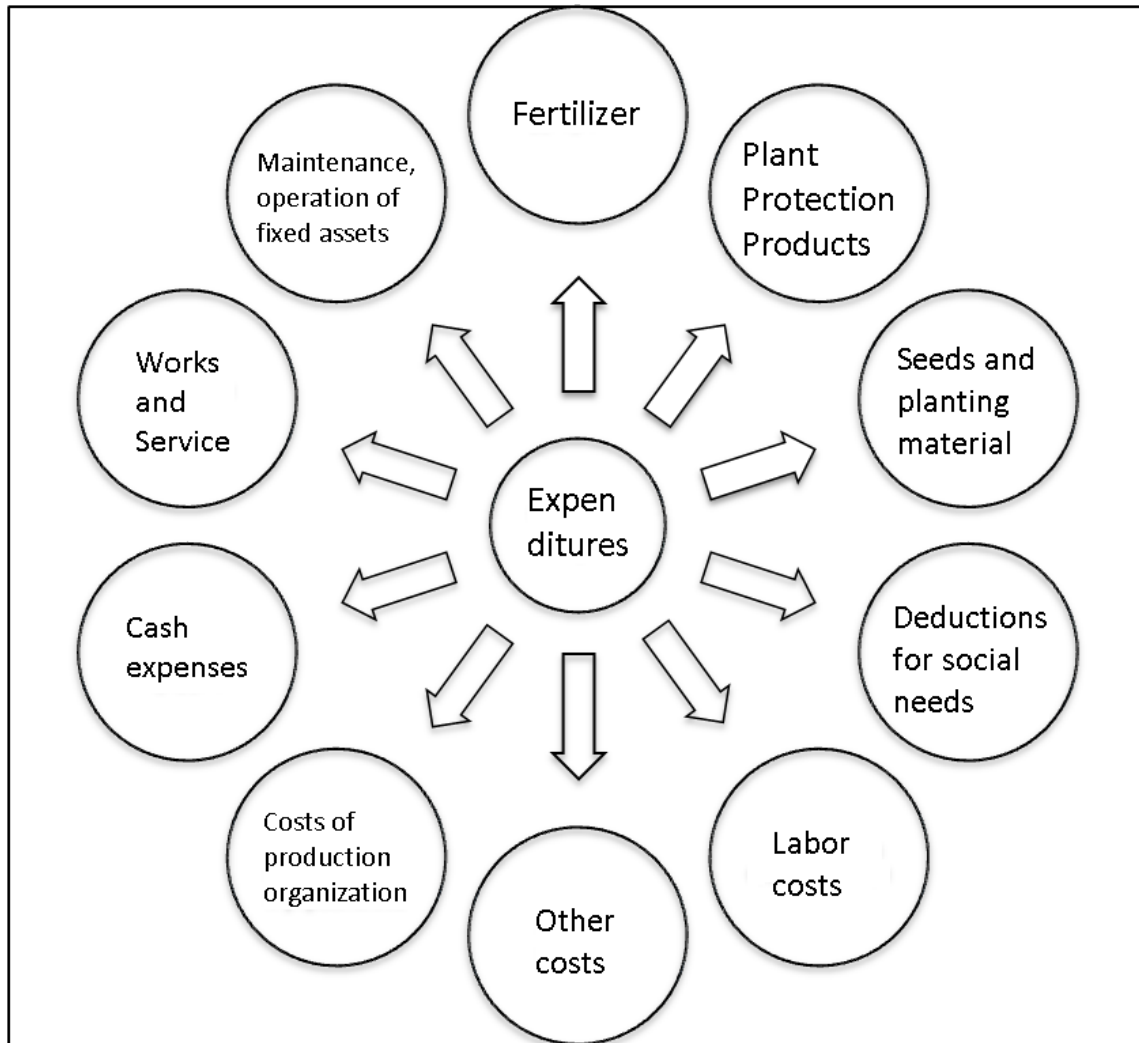 Fertilizer
Plant
Protection
Products
Seeds and
planting
material
Deductions
for social
needs
Labor
costs
Other
costs
Costs of
production
organization
Cash
expenses
Works
and
Service
Maintenance,
operation of
fixed assets
Expen
ditures